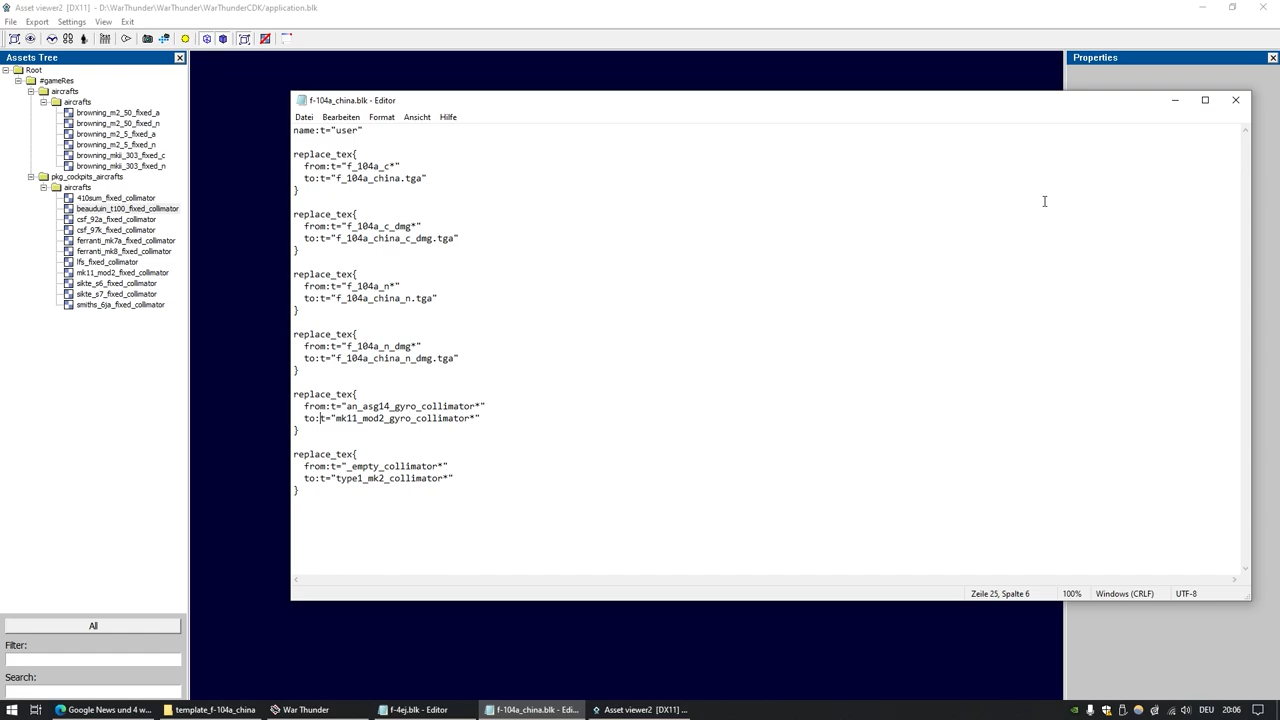 Asset viewer2 [DX11] - D:\WarThunder\WarThunder\WarThunderCDK/application.blk
File Export Settings View Exit
Assets Tree
Root
#gameRes
aircrafts
aircrafts
browning_m2_50_fixed_a
browning_m2_50_fixed_n
browning_m2_5_fixed_a
browning_m2_5_fixed_n
browning_mkii_303_fixed_c
browning_mkii_303_fixed_n
pkg_cockpits_aircrafts
aircrafts
410sum_fixed_collimator
beauduin_t100_fixed_collimator
csf_92a_fixed_collimator
csf_97k_fixed_collimator
ferranti_mk7a_fixed_collimator
ferranti_mk8_fixed_collimator
lfs_fixed_collimator
mk11_mod2_fixed_collimator
sikte_s6_fixed_collimator
sikte_s7_fixed_collimator
smiths_6ja_fixed_collimator
All
Filter:
Search:
f-104a_china.blk - Editor
Datei Bearbeiten Format Ansicht Hilfe
name:t="user"
replace_tex{
from:t="f_104a_c*"
to:t="f_104a_china.tga"
}
replace_tex{
from:t="f_104a_c_dmg*"
to:t="f_104a_china_c_dmg.tga"
}
replace_tex{
from:t="f_104a_n*"
to:t="f_104a_china_n.tga"
}
replace_tex{
from:t="f_104a_n_dmg*"
to:t="f_104a_china_n_dmg.tga"
}
replace_tex{
from:t="an_asg14_gyro_collimator*"
to:t="mk11_mod2_gyro_collimator*"
}
replace_tex{
from:t="_empty_collimator*"
to:t="type1_mk2_collimator*"
}
Zeile 25, Spalte 6 100% Windows (CRLF) UTF-8
Properties
Google News und 4 w... template_f-104a_china War Thunder f-4ej.blk - Editor f-104a_china.blk - Edi... Asset viewer2 [DX11] ... DEU 20:06